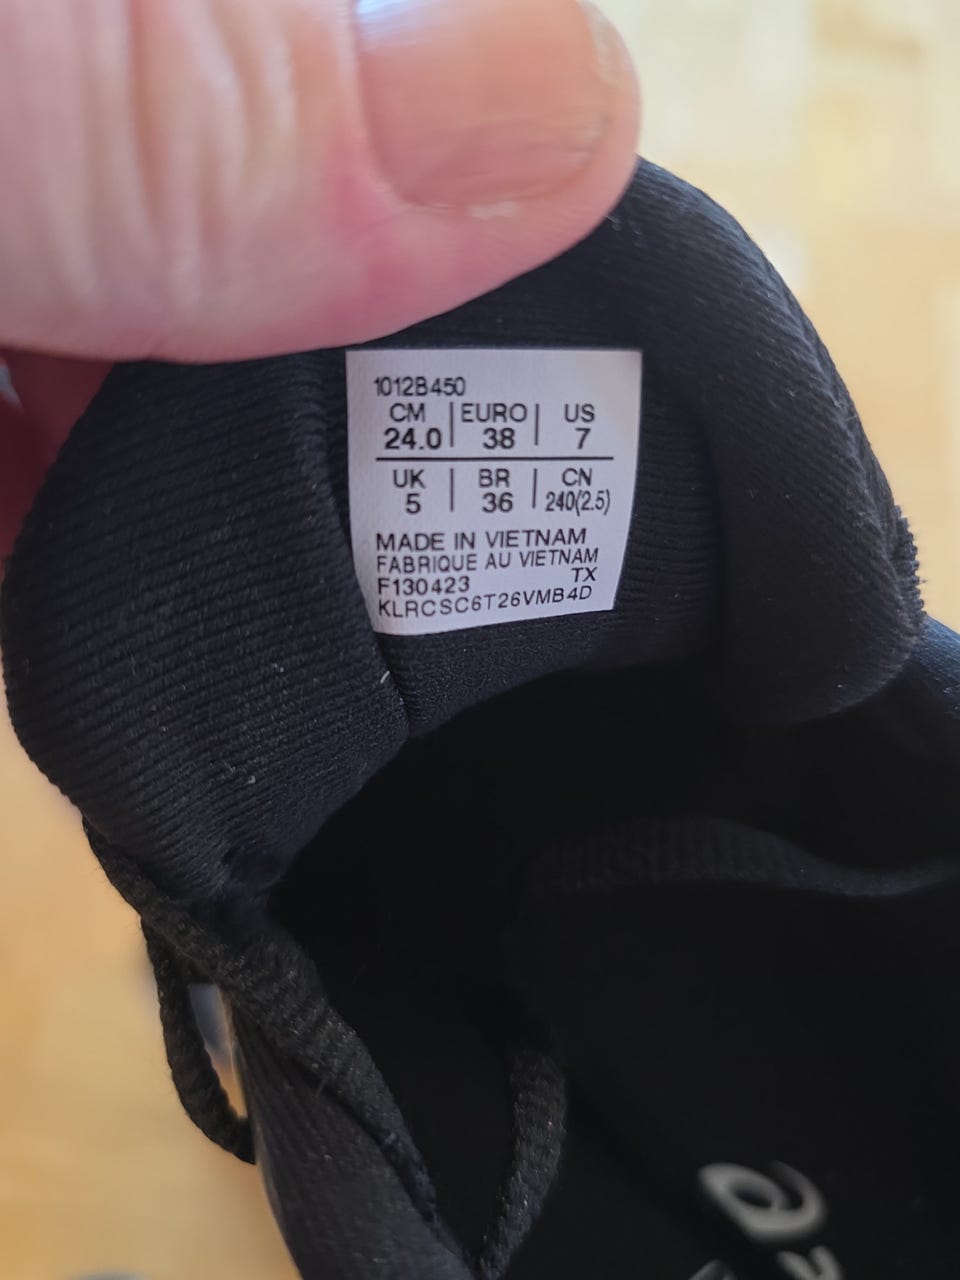 1012B450
CM | EURO | US
24.0 | 38 | 7
UK | BR | CN
5 | 36 | 240(2.5)
MADE IN VIETNAM
FABRIQUE AU VIETNAM
F130423 TX
KLRCSC6T26VMB4D